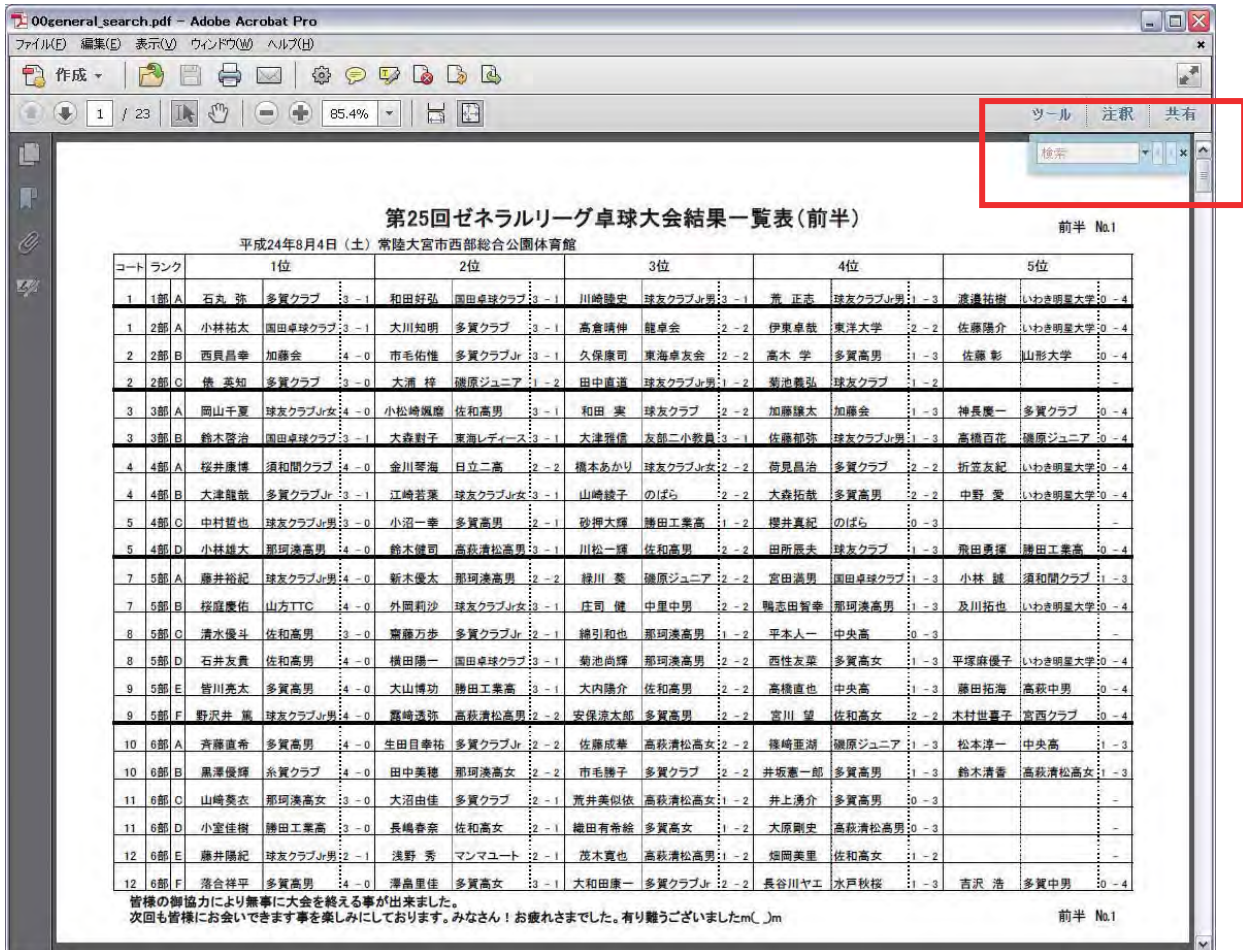 00general_search.pdf - Adobe Acrobat Pro
ファイル(F) 編集(E) 表示(V) ウィンドウ(W) ヘルプ(H)
作成
1 / 23 85.4% ツール 注釈 共有
検索
第25回ゼネラルリーグ卓球大会結果一覧表(前半)
前半 No.1
平成24年8月4日(土)常陸大宮市西部総合公園体育館
コート ランク 1位 2位 3位 4位 5位
1 1部 A 石丸 弥 多賀クラブ 3 - 1 和田好弘 国田卓球クラブ 3 - 1 川崎睦史 球友クラブJr男 3 - 1 荒 正志 球友クラブJr男 1 - 3 渡邉祐樹 いわき明星大学 0 - 4
1 2部 A 小林祐太 国田卓球クラブ 3 - 1 大川知明 多賀クラブ 3 - 1 高倉靖伸 龍卓会 2 - 2 伊東卓哉 東洋大学 2 - 2 佐藤陽介 いわき明星大学 0 - 4
2 2部 B 西貝昌幸 加藤会 4 - 0 市毛佑惟 多賀クラブJr 3 - 1 久保康司 東海卓友会 2 - 2 高木 学 多賀高男 1 - 3 佐藤 彰 山形大学 0 - 4
2 2部 C 俵 英知 多賀クラブ 3 - 0 大浦 梓 磯原ジュニア 1 - 2 田中直道 球友クラブJr男 1 - 2 菊池義弘 球友クラブ 1 - 2 -
3 3部 A 岡山千夏 球友クラブJr女 4 - 0 小松崎颯磨 佐和高男 3 - 1 和田 実 球友クラブ 2 - 2 加藤譲太 加藤会 1 - 3 神長慶一 多賀クラブ 0 - 4
3 3部 B 鈴木啓治 国田卓球クラブ 3 - 1 大森對子 東海レディース 3 - 1 大津雅信 友部二小教員 3 - 1 佐藤郁弥 球友クラブJr男 1 - 3 高橋百花 磯原ジュニア 0 - 4
4 4部 A 桜井康博 須和間クラブ 4 - 0 金川琴海 日立二高 2 - 2 橋本あかり 球友クラブJr女 2 - 2 荷見昌治 多賀クラブ 2 - 2 折笠友紀 いわき明星大学 0 - 4
4 4部 B 大津龍哉 多賀クラブJr 3 - 1 江崎若葉 球友クラブJr女 3 - 1 山崎綾子 のばら 2 - 2 大森拓哉 多賀高男 2 - 2 中野 愛 いわき明星大学 0 - 4
5 4部 C 中村哲也 球友クラブJr男 3 - 0 小沼一幸 多賀高男 2 - 1 砂押大輝 勝田工業高 1 - 2 櫻井真紀 のばら 0 - 3 -
5 4部 D 小林雄大 那珂湊高男 4 - 0 鈴木健司 高萩清松高男 3 - 1 川松一輝 佐和高男 2 - 2 田所辰夫 球友クラブ 1 - 3 飛田勇揮 勝田工業高 0 - 4
7 5部 A 藤井裕紀 球友クラブJr男 4 - 0 新木優太 那珂湊高男 2 - 2 緑川 葵 磯原ジュニア 2 - 2 宮田満男 国田卓球クラブ 1 - 3 小林 誠 須和間クラブ 1 - 3
7 5部 B 桜庭慶佑 山方TTC 4 - 0 外岡莉沙 球友クラブJr女 3 - 1 庄司 健 中里中男 2 - 2 鴨志田智幸 那珂湊高男 1 - 3 及川拓也 いわき明星大学 0 - 4
8 5部 C 清水優斗 佐和高男 3 - 0 齋藤万歩 多賀クラブJr 2 - 1 綿引和也 那珂湊高男 1 - 2 平本人一 中央高 0 - 3 -
8 5部 D 石井友貴 佐和高男 4 - 0 横田陽一 国田卓球クラブ 3 - 1 菊池尚輝 那珂湊高男 2 - 2 西性友菜 多賀高女 1 - 3 平塚麻優子 いわき明星大学 0 - 4
9 5部 E 皆川亮太 多賀高男 4 - 0 大山博功 勝田工業高 3 - 1 大内陽介 佐和高男 2 - 2 高橋直也 中央高 1 - 3 藤田拓海 高萩中男 0 - 4
9 5部 F 野沢井 篤 球友クラブJr男 4 - 0 露崎透弥 高萩清松高男 2 - 2 安保涼太郎 多賀高男 2 - 2 宮川 望 佐和高女 2 - 2 木村世喜子 宮西クラブ 0 - 4
10 6部 A 斉藤直希 多賀高男 4 - 0 生田目幸祐 多賀クラブJr 2 - 2 佐藤成華 高萩清松高女 2 - 2 篠崎亜湖 磯原ジュニア 1 - 3 松本淳一 中央高 1 - 3
10 6部 B 黒澤優輝 糸賀クラブ 4 - 0 田中美穂 那珂湊高女 2 - 2 市毛勝子 多賀クラブ 2 - 2 井坂憲一郎 多賀高男 1 - 3 鈴木清香 高萩清松高女 1 - 3
11 6部 C 山崎葵衣 那珂湊高女 3 - 0 大沼由佳 多賀クラブ 2 - 1 荒井美似依 高萩清松高女 1 - 2 井上湧介 多賀高男 0 - 3 -
11 6部 D 小室佳樹 勝田工業高 3 - 0 長嶋春奈 佐和高女 2 - 1 織田有希絵 多賀高女 1 - 2 大原剛史 高萩清松高男 0 - 3 -
12 6部 E 藤井陽紀 球友クラブJr男 2 - 1 浅野 秀 マンマユート 2 - 1 茂木寛也 高萩清松高男 1 - 2 畑岡美里 佐和高女 1 - 2 -
12 6部 F 落合祥平 多賀高男 4 - 0 澤畠里佳 多賀高女 3 - 1 大和田康一 多賀クラブJr 2 - 2 長谷川ヤエ 水戸秋桜 1 - 3 吉沢 浩 多賀中男 0 - 4
皆様の御協力により無事に大会を終える事が出来ました。
次回も皆様にお会いできます事を楽しみにしております。みなさん!お疲れさまでした。有り難うございましたm(_)m
前半 No.1